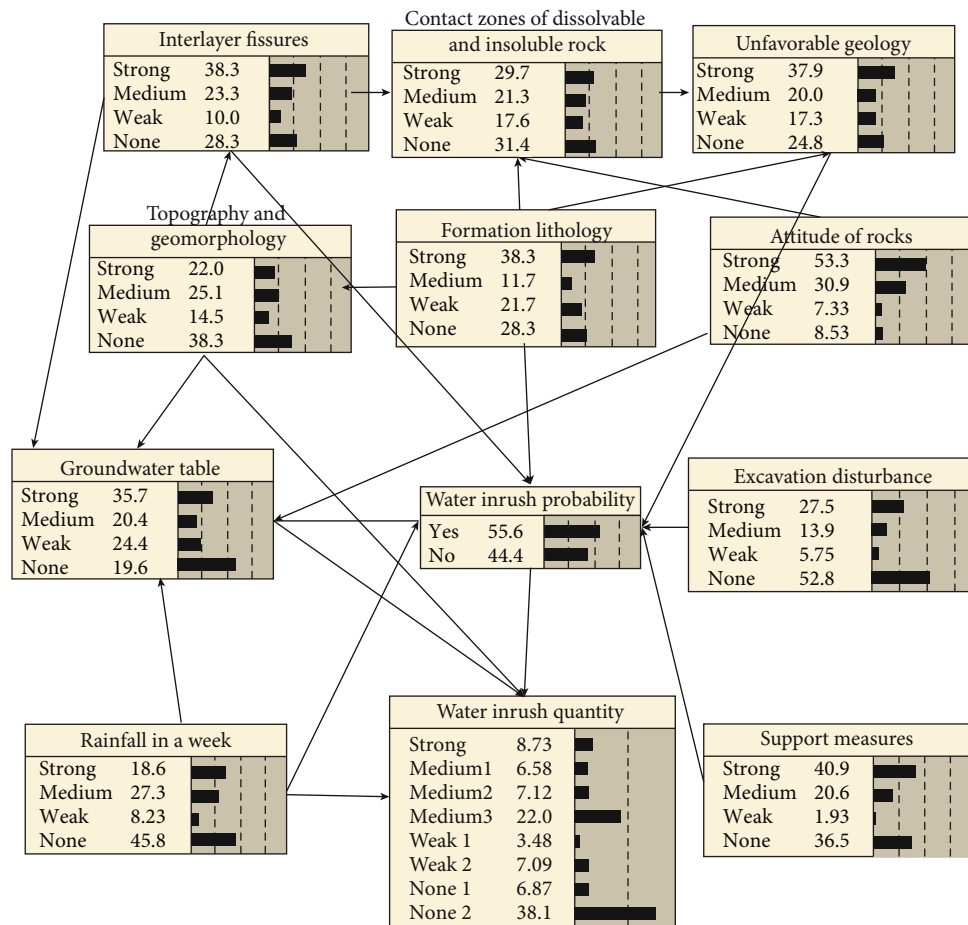 Interlayer fissures
Strong 38.3
Medium 23.3
Weak 10.0
None 28.3
Contact zones of dissolvable
and insoluble rock
Strong 29.7
Medium 21.3
Weak 17.6
None 31.4
Unfavorable geology
Strong 37.9
Medium 20.0
Weak 17.3
None 24.8
Topography and
geomorphology
Strong 22.0
Medium 25.1
Weak 14.5
None 38.3
Formation lithology
Strong 38.3
Medium 11.7
Weak 21.7
None 28.3
Attitude of rocks
Strong 53.3
Medium 30.9
Weak 7.33
None 8.53
Groundwater table
Strong 35.7
Medium 20.4
Weak 24.4
None 19.6
Water inrush probability
Yes 55.6
No 44.4
Excavation disturbance
Strong 27.5
Medium 13.9
Weak 5.75
None 52.8
Rainfall in a week
Strong 18.6
Medium 27.3
Weak 8.23
None 45.8
Water inrush quantity
Strong 8.73
Medium1 6.58
Medium2 7.12
Medium3 22.0
Weak 1 3.48
Weak 2 7.09
None 1 6.87
None 2 38.1
Support measures
Strong 40.9
Medium 20.6
Weak 1.93
None 36.5